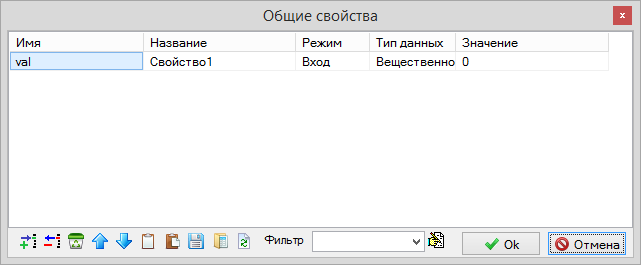 Общие свойства
Имя Название Режим Тип данных Значение
val Свойство1 Вход Вещественно 0
Фильтр Ok Отмена